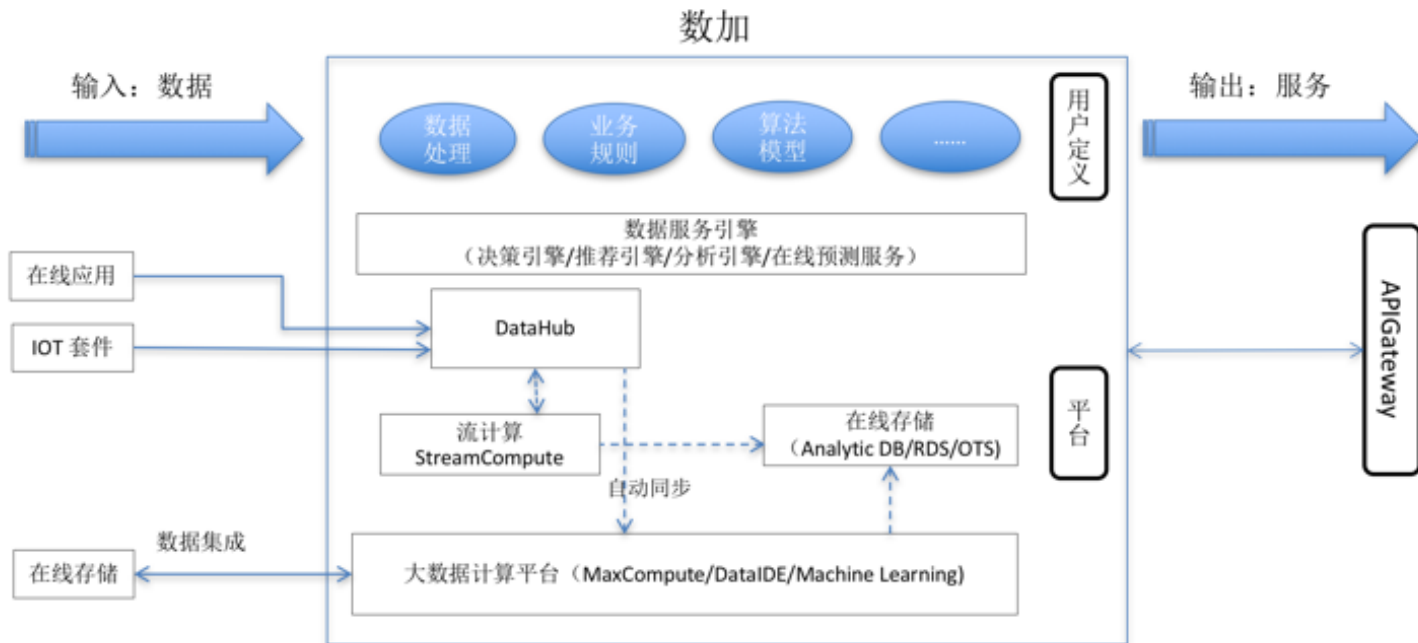 数加
输入：数据
输出：服务
数据
处理
业务
规则
算法
模型
......
用户定义
数据服务引擎
（决策引擎/推荐引擎/分析引擎/在线预测服务）
在线应用
IOT 套件
DataHub
APIGateway
流计算
StreamCompute
在线存储
（Analytic DB/RDS/OTS)
平台
自动同步
数据集成
在线存储
大数据计算平台（MaxCompute/DataIDE/Machine Learning)